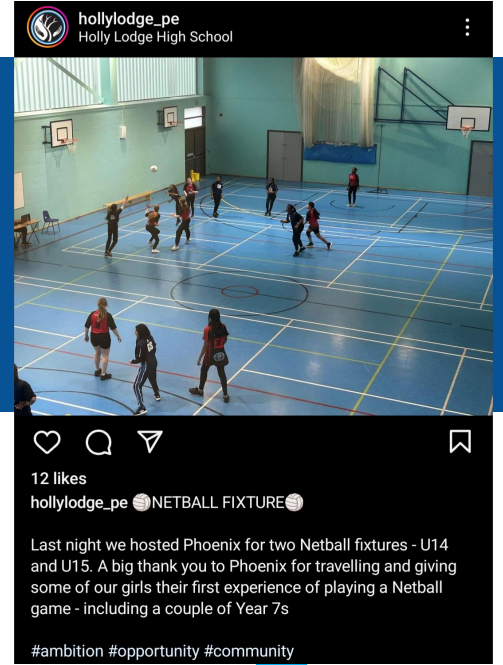 hollylodge_pe
Holly Lodge High School
12 likes
hollylodge_pe 🏐NETBALL FIXTURE🏐
Last night we hosted Phoenix for two Netball fixtures - U14
and U15. A big thank you to Phoenix for travelling and giving
some of our girls their first experience of playing a Netball
game - including a couple of Year 7s
#ambition #opportunity #community